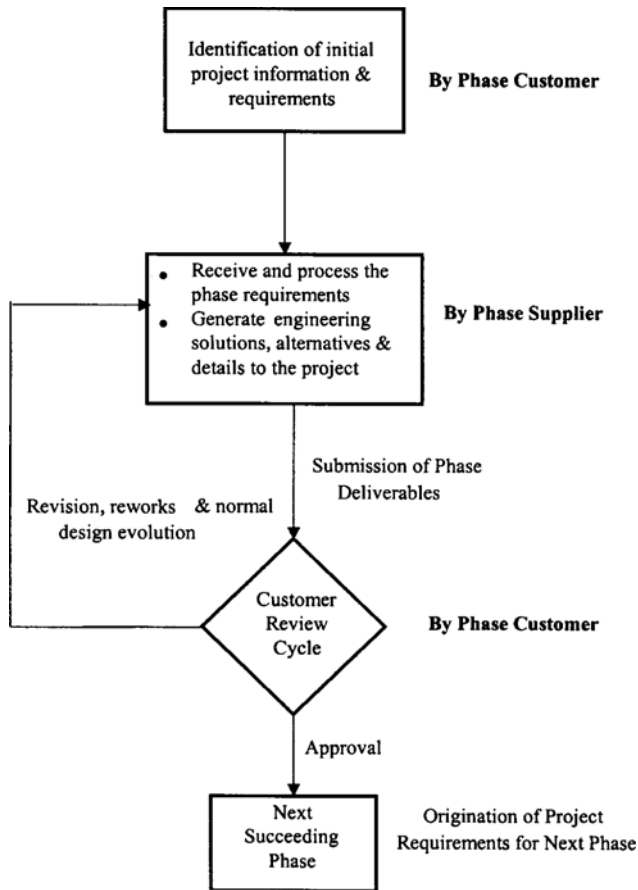 Identification of initial
project information &
requirements
By Phase Customer
• Receive and process the
phase requirements
• Generate engineering
solutions, alternatives &
details to the project
By Phase Supplier
Submission of Phase
Deliverables
Revision, reworks & normal
design evolution
Customer
Review
Cycle
By Phase Customer
Approval
Next
Succeeding
Phase
Origination of Project
Requirements for Next Phase